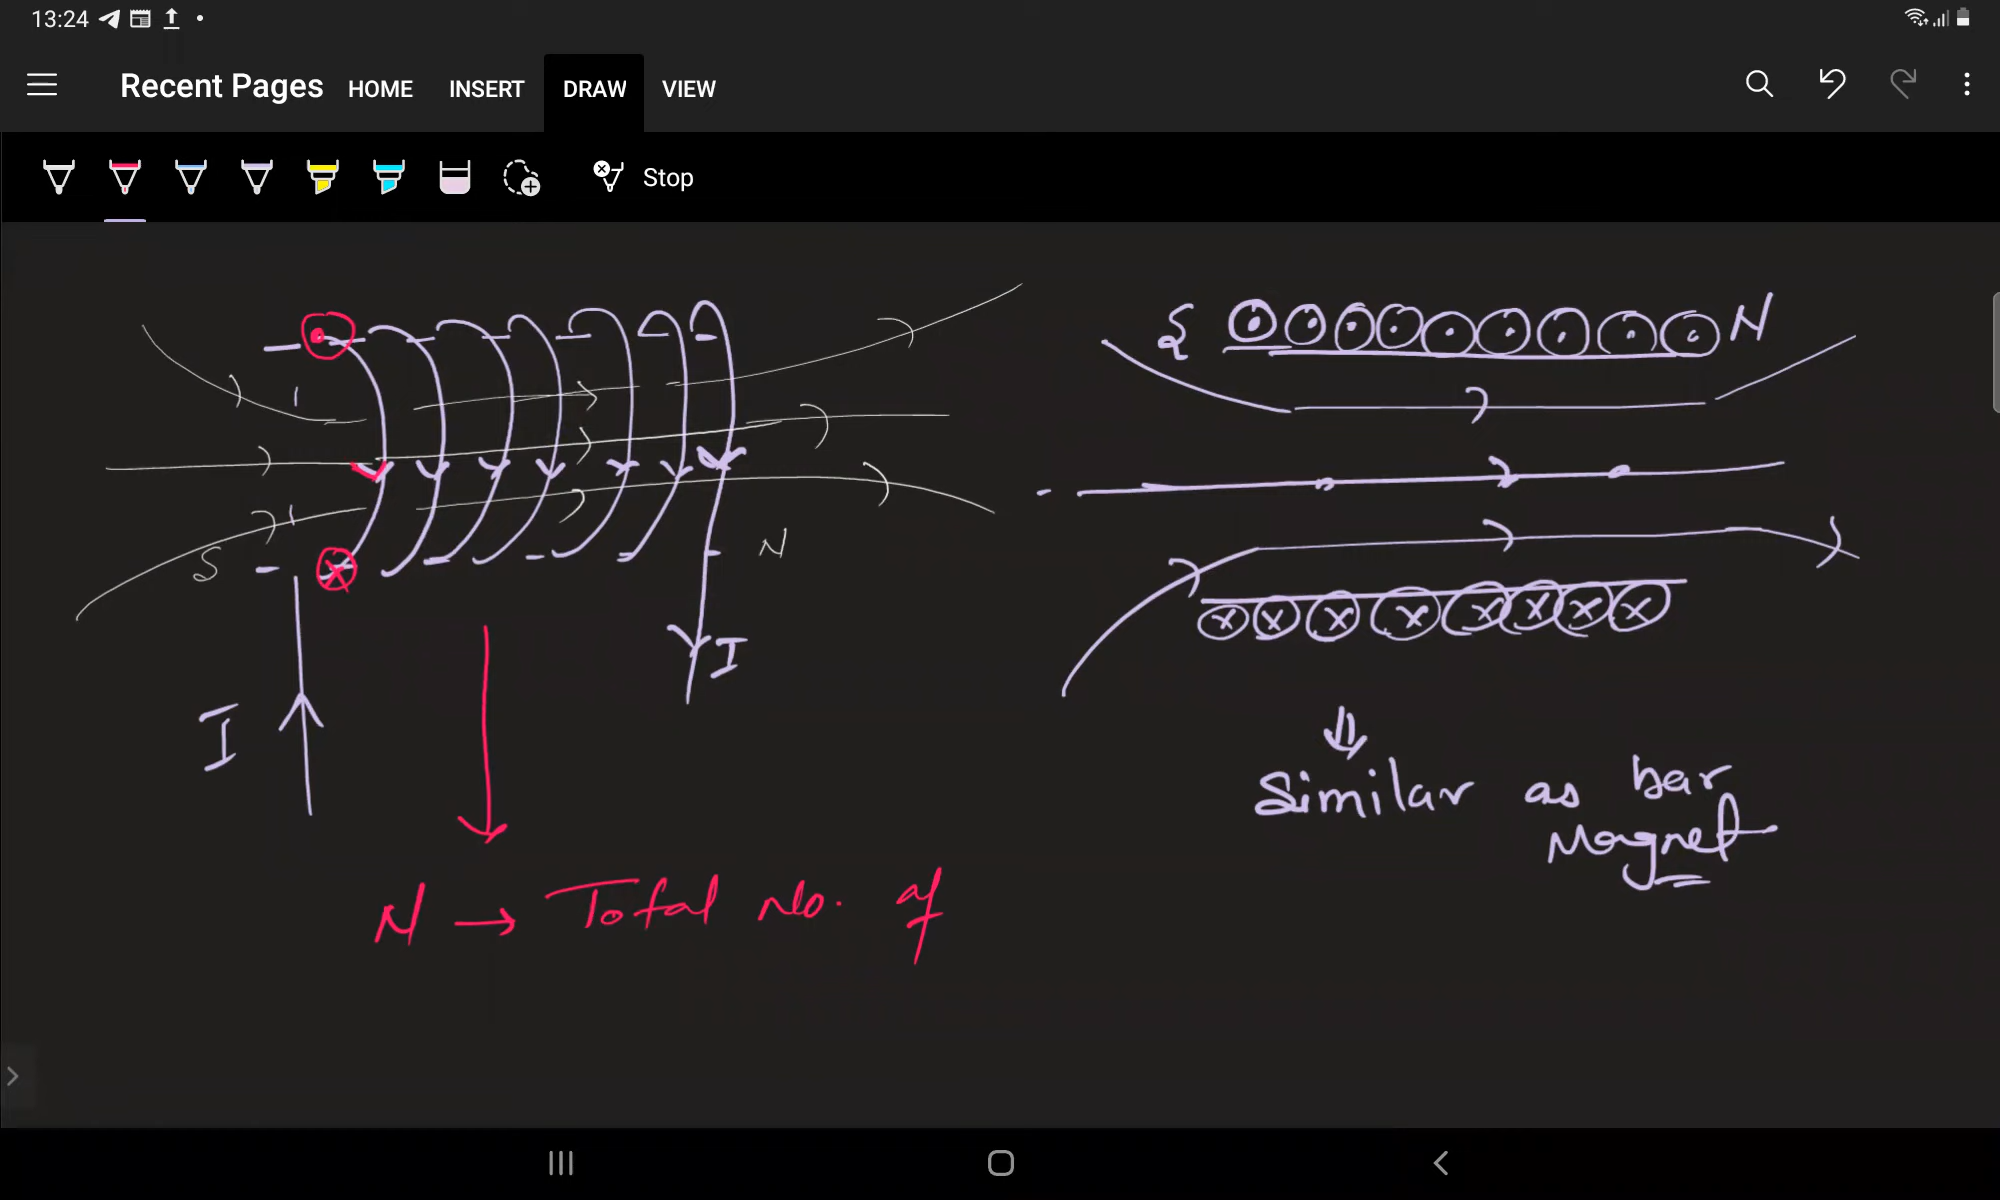 13:24
Recent Pages HOME INSERT DRAW VIEW
Stop
S N
I I
N → Total No. of
S N
⇓
Similar as bar
Magnet